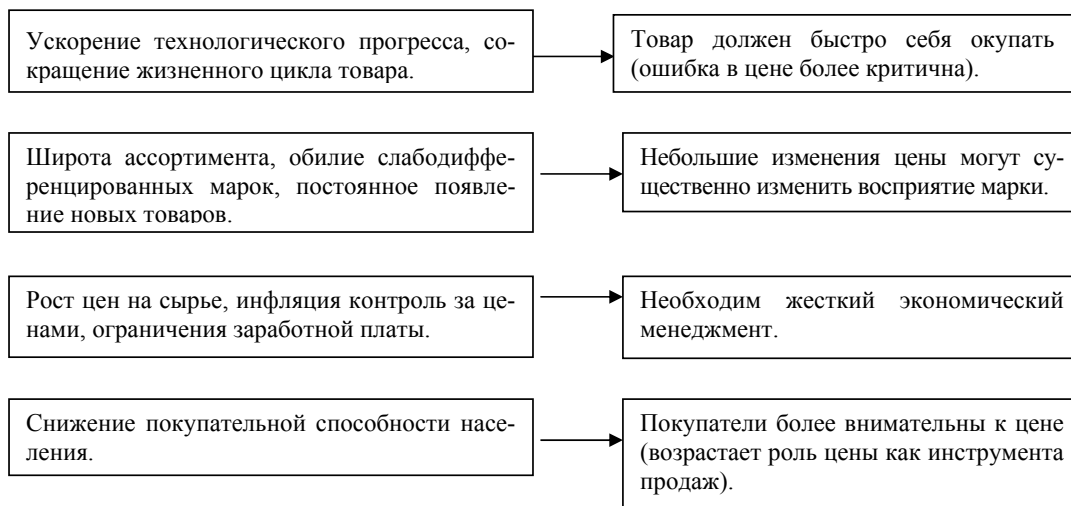 Ускорение технологического прогресса, со-
кращение жизненного цикла товара.
Товар должен быстро себя окупать
(ошибка в цене более критична).
Широта ассортимента, обилие слабодиффе-
ренцированных марок, постоянное появле-
ние новых товаров.
Небольшие изменения цены могут су-
щественно изменить восприятие марки.
Рост цен на сырье, инфляция контроль за це-
нами, ограничения заработной платы.
Необходим жесткий экономический
менеджмент.
Снижение покупательной способности насе-
ления.
Покупатели более внимательны к цене
(возрастает роль цены как инструмента
продаж).